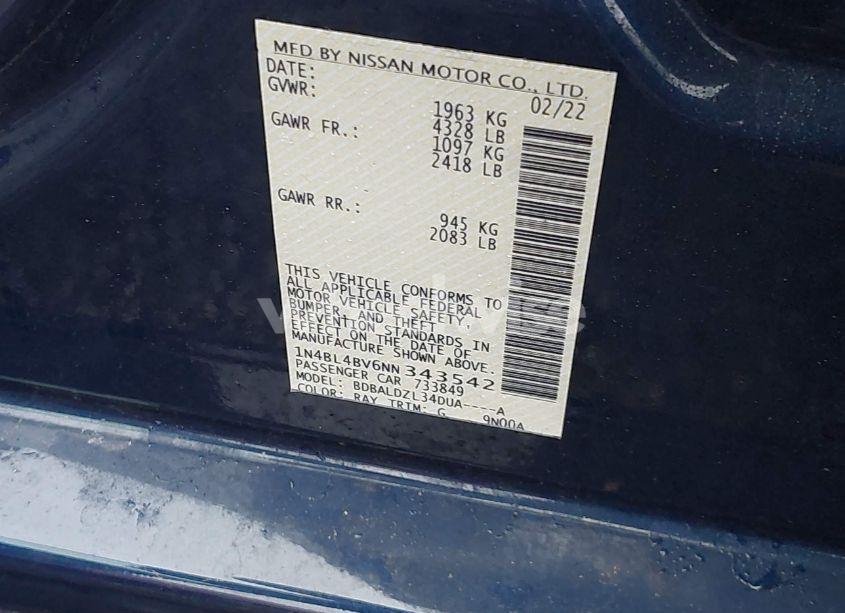 MFD BY NISSAN MOTOR CO., LTD.
DATE: 02/22
GVWR: 1963 KG
4328 LB
GAWR FR.: 1097 KG
2418 LB
GAWR RR.: 945 KG
2083 LB
THIS VEHICLE CONFORMS TO
ALL APPLICABLE FEDERAL
MOTOR VEHICLE SAFETY,
BUMPER, AND THEFT
PREVENTION STANDARDS IN
EFFECT ON THE DATE OF
MANUFACTURE SHOWN ABOVE.
1N4BL4BV6NN343542
PASSENGER CAR 733849
MODEL: BDBALDZL34DUA----A
COLOR: RAY TRIM: G 9N00A